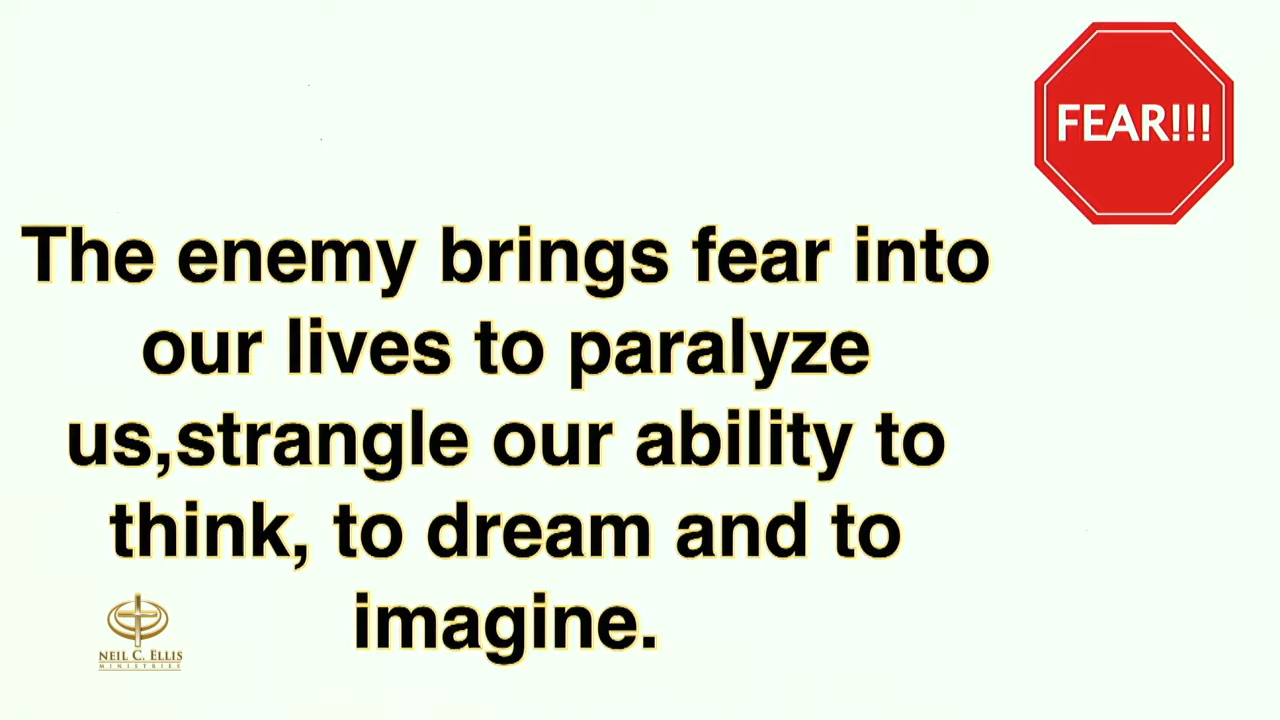 FEAR!!!
The enemy brings fear into
our lives to paralyze
us,strangle our ability to
think, to dream and to
imagine.
NEIL C. ELLIS
MINISTRIES